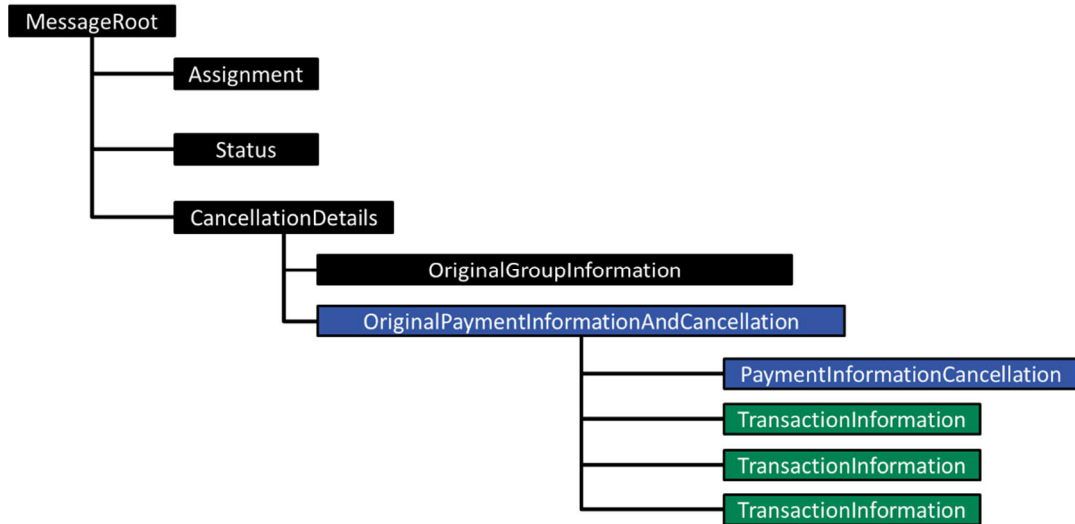 MessageRoot
Assignment
Status
CancellationDetails
OriginalGroupInformation
OriginalPaymentInformationAndCancellation
PaymentInformationCancellation
TransactionInformation
TransactionInformation
TransactionInformation